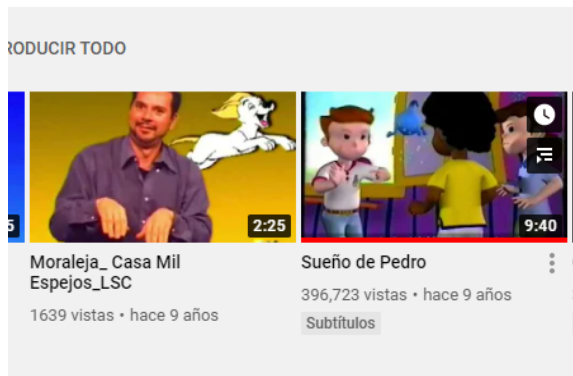 RODUCIR TODO
5
2:25
9:40
Moraleja_ Casa Mil
Espejos_LSC
1639 vistas • hace 9 años
Sueño de Pedro
396,723 vistas • hace 9 años
Subtítulos